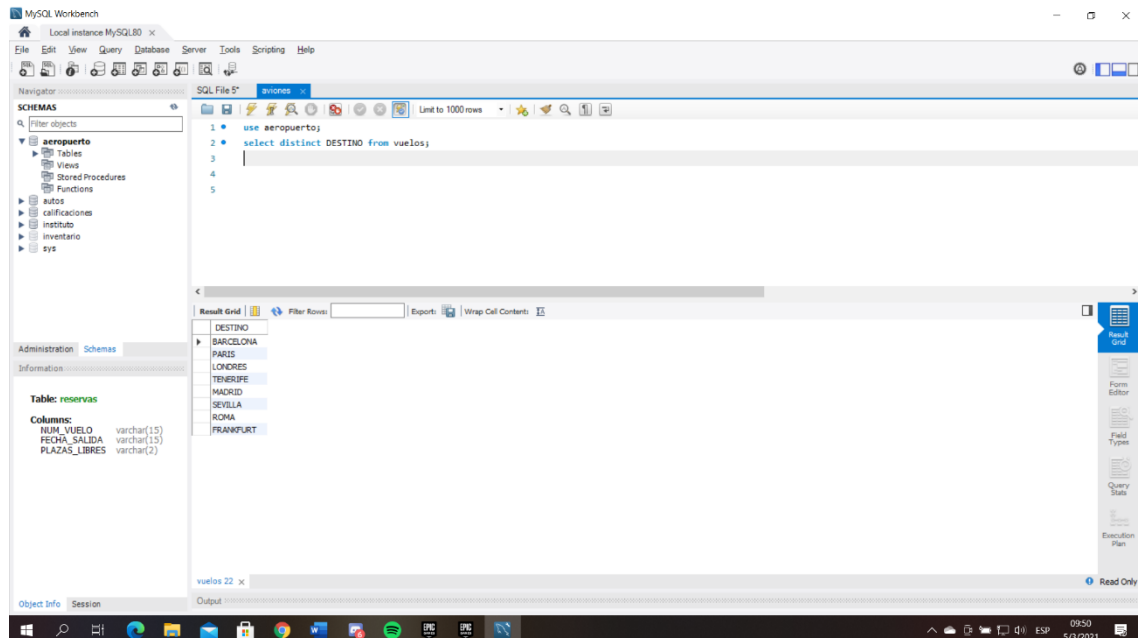 MySQL Workbench
Local instance MySQL80 ×
File Edit View Query Database Server Tools Scripting Help
Navigator
SQL File 5* aviones ×
SCHEMAS
Limit to 1000 rows
Filter objects
1 use aeropuerto;
2 select distinct DESTINO from vuelos;
3
4
5
aeropuerto
Tables
Views
Stored Procedures
Functions
autos
calificaciones
instituto
inventario
sys
Result Grid Filter Rows: Export: Wrap Cell Content:
DESTINO
BARCELONA
PARIS
LONDRES
TENERIFE
MADRID
SEVILLA
ROMA
FRANKFURT
Result Grid
Form Editor
Field Types
Query Stats
Execution Plan
Administration Schemas
Information
Table: reservas
Columns:
NUM_VUELO varchar(15)
FECHA_SALIDA varchar(15)
PLAZAS_LIBRES varchar(2)
vuelos 22 ×
Read Only
Output
Object Info Session
ESP
09:50
5/3/2021